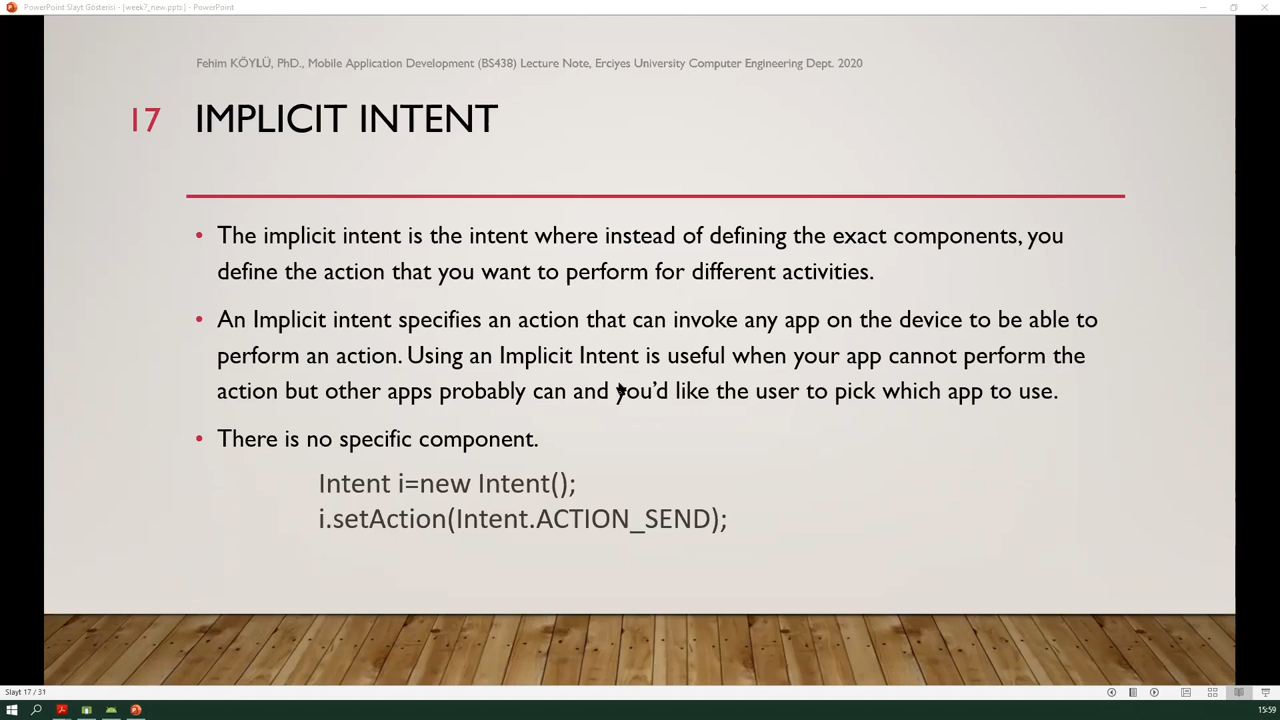 PowerPoint Slayt Gösterisi - [week7_new.pptx] - PowerPoint
Fehim KÖYLÜ, PhD., Mobile Application Development (BS438) Lecture Note, Erciyes University Computer Engineering Dept. 2020
17 IMPLICIT INTENT
• The implicit intent is the intent where instead of defining the exact components, you
define the action that you want to perform for different activities.
• An Implicit intent specifies an action that can invoke any app on the device to be able to
perform an action. Using an Implicit Intent is useful when your app cannot perform the
action but other apps probably can and you’d like the user to pick which app to use.
• There is no specific component.
Intent i=new Intent();
i.setAction(Intent.ACTION_SEND);
Slayt 17 / 31
15:59